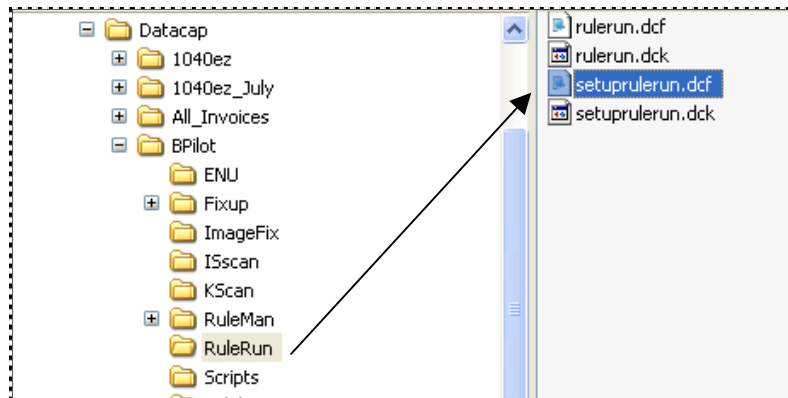 Datacap
1040ez
1040ez_July
All_Invoices
BPilot
ENU
Fixup
ImageFix
ISscan
KScan
RuleMan
RuleRun
Scripts
rulerun.dcf
rulerun.dck
setuprulerun.dcf
setuprulerun.dck